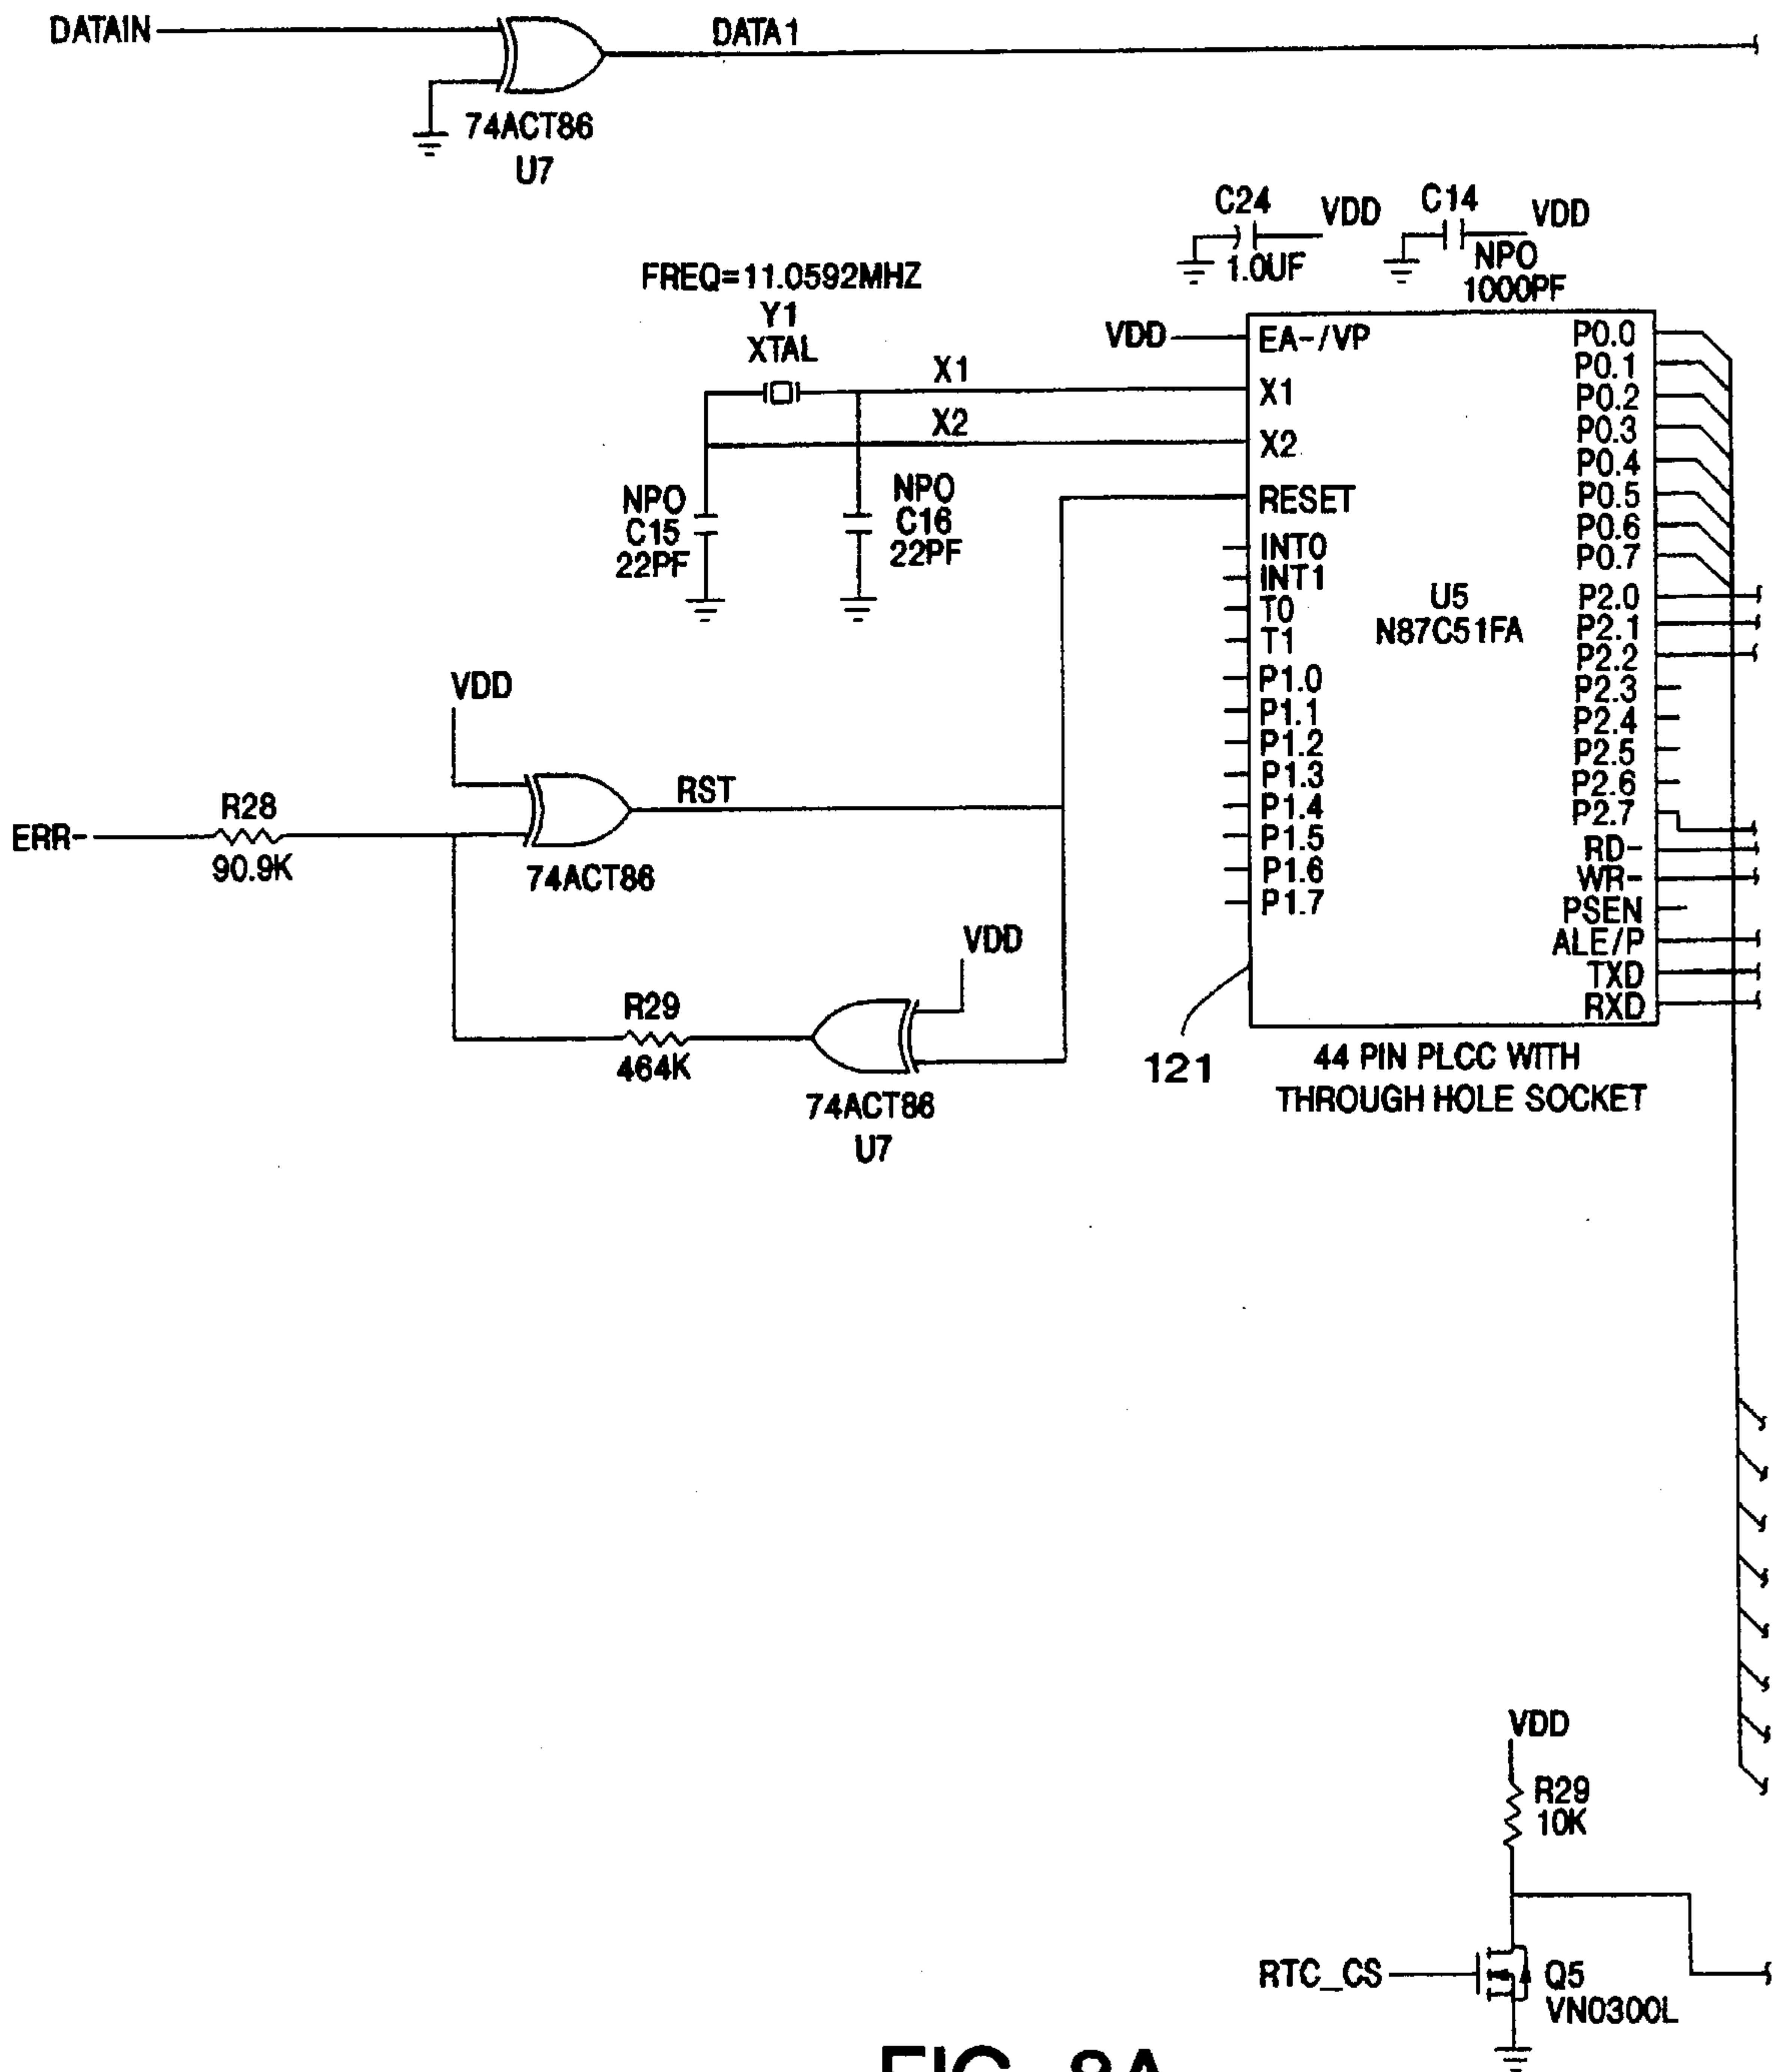 DATAIN
DATA1
74ACT86
U7
C24
VDD
1.0UF
C14
VDD
NPO
1000PF
FREQ=11.0592MHZ
Y1
XTAL
X1
X2
NPO
C15
22PF
NPO
C16
22PF
VDD
EA-/VP
X1
X2
RESET
INT0
INT1
T0
T1
P1.0
P1.1
P1.2
P1.3
P1.4
P1.5
P1.6
P1.7
U5
N87C51FA
P0.0
P0.1
P0.2
P0.3
P0.4
P0.5
P0.6
P0.7
P2.0
P2.1
P2.2
P2.3
P2.4
P2.5
P2.6
P2.7
RD-
WR-
PSEN
ALE/P
TXD
RXD
121
44 PIN PLCC WITH
THROUGH HOLE SOCKET
VDD
ERR-
R28
90.9K
RST
74ACT86
VDD
R29
464K
74ACT86
U7
VDD
R29
10K
RTC_CS
Q5
VN0300L
FIG. 8A